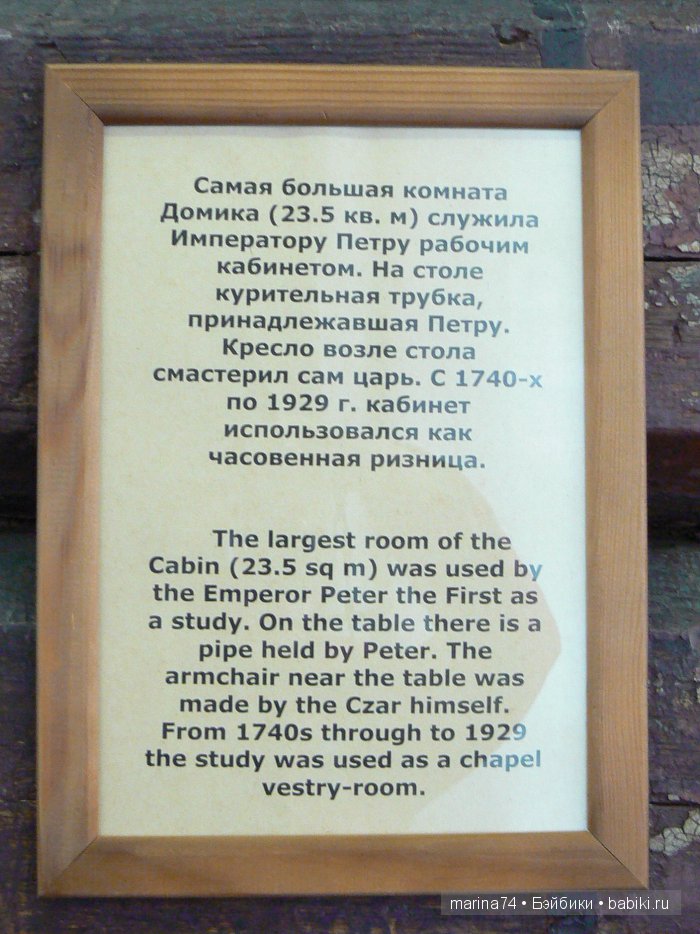 Самая большая комната
Домика (23.5 кв. м) служила
Императору Петру рабочим
кабинетом. На столе
курительная трубка,
принадлежавшая Петру.
Кресло возле стола
смастерил сам царь. С 1740-х
по 1929 г. кабинет
использовался как
часовенная ризница.
The largest room of the
Cabin (23.5 sq m) was used by
the Emperor Peter the First as
a study. On the table there is a
pipe held by Peter. The
armchair near the table was
made by the Czar himself.
From 1740s through to 1929
the study was used as a chapel
vestry-room.
marina74 • Бэйбики • babiki.ru